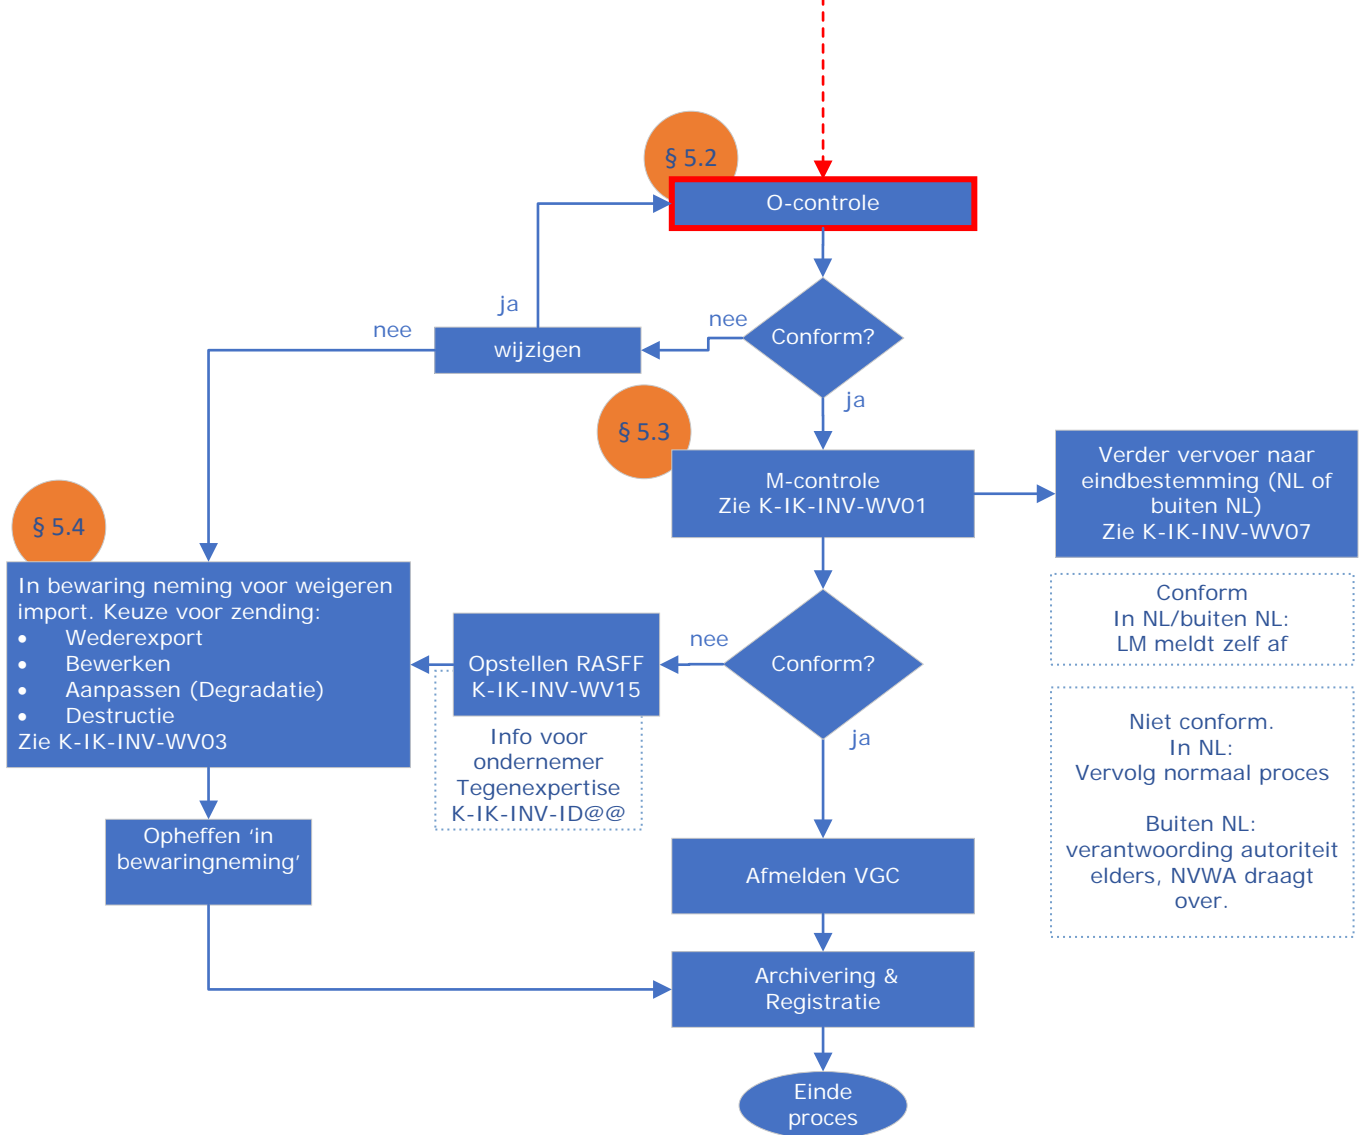 § 5.2
O-controle
ja
nee
wijzigen
nee
Conform?
ja
§ 5.3
M-controle
Zie K-IK-INV-WV01
Verder vervoer naar
eindbestemming (NL of
buiten NL)
Zie K-IK-INV-WV07
§ 5.4
In bewaring neming voor weigeren
import. Keuze voor zending:
• Wederexport
• Bewerken
• Aanpassen (Degradatie)
• Destructie
Zie K-IK-INV-WV03
Opstellen RASFF
K-IK-INV-WV15
nee
Conform?
ja
Conform
In NL/buiten NL:
LM meldt zelf af
Info voor
ondernemer
Tegenexpertise
K-IK-INV-ID@@
Niet conform.
In NL:
Vervolg normaal proces
Buiten NL:
verantwoording autoriteit
elders, NVWA draagt
over.
Opheffen ‘in
bewaringneming’
Afmelden VGC
Archivering &
Registratie
Einde
proces